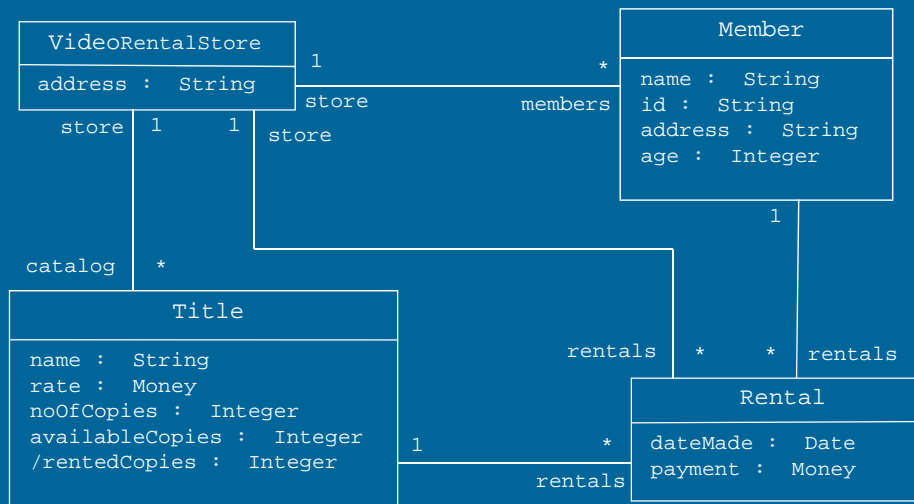 VideoRentalStore
address : String
Member
name : String
id : String
address : String
age : Integer
1
*
store
members
store
1
1
store
1
catalog
*
Title
name : String
rate : Money
noOfCopies : Integer
availableCopies : Integer
/rentedCopies : Integer
rentals
*
*
rentals
Rental
dateMade : Date
payment : Money
1
*
rentals